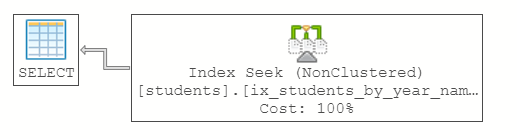 SELECT
Index Seek (NonClustered)
[students].[ix_students_by_year_nam…
Cost: 100%